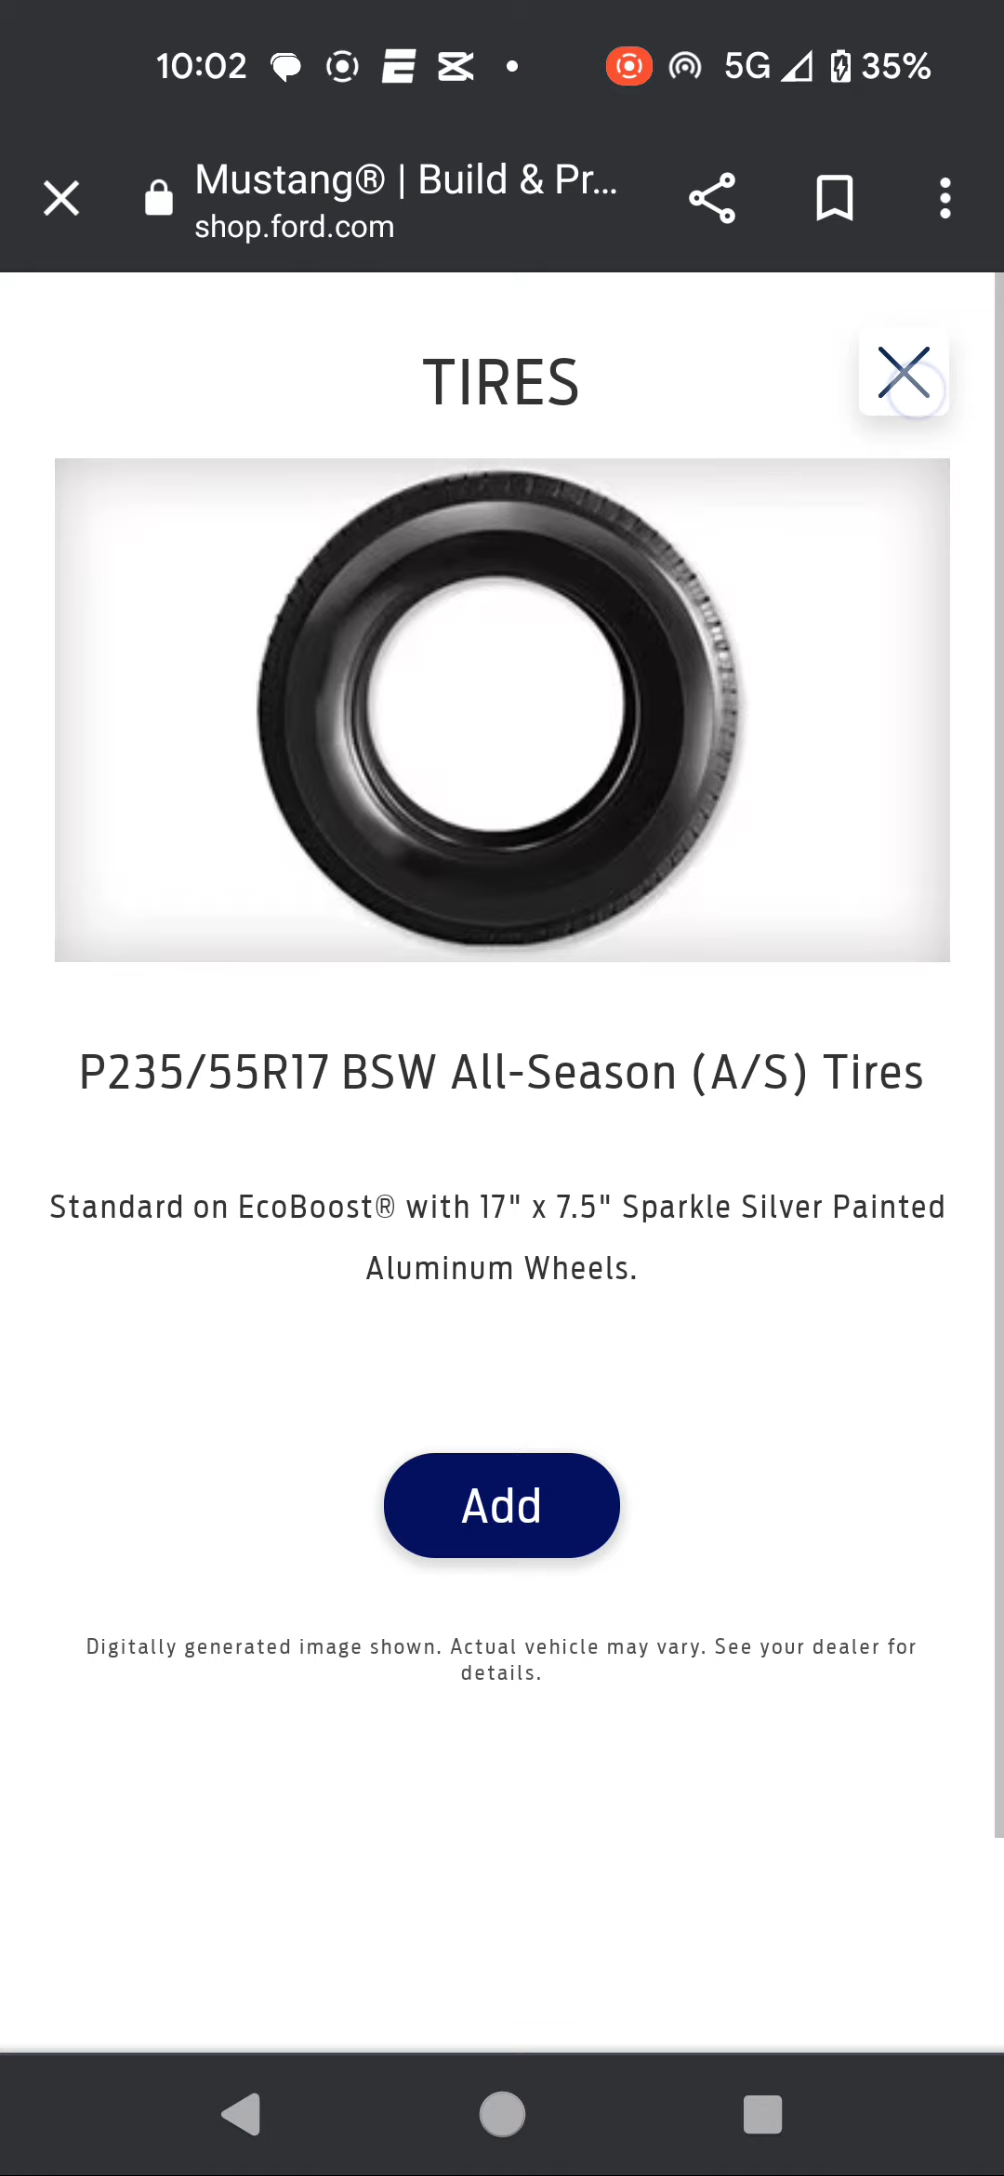 10:02 5G 35%
Mustang® | Build & Pr...
shop.ford.com
TIRES
P235/55R17 BSW All-Season (A/S) Tires
Standard on EcoBoost® with 17" x 7.5" Sparkle Silver Painted
Aluminum Wheels.
Add
Digitally generated image shown. Actual vehicle may vary. See your dealer for
details.